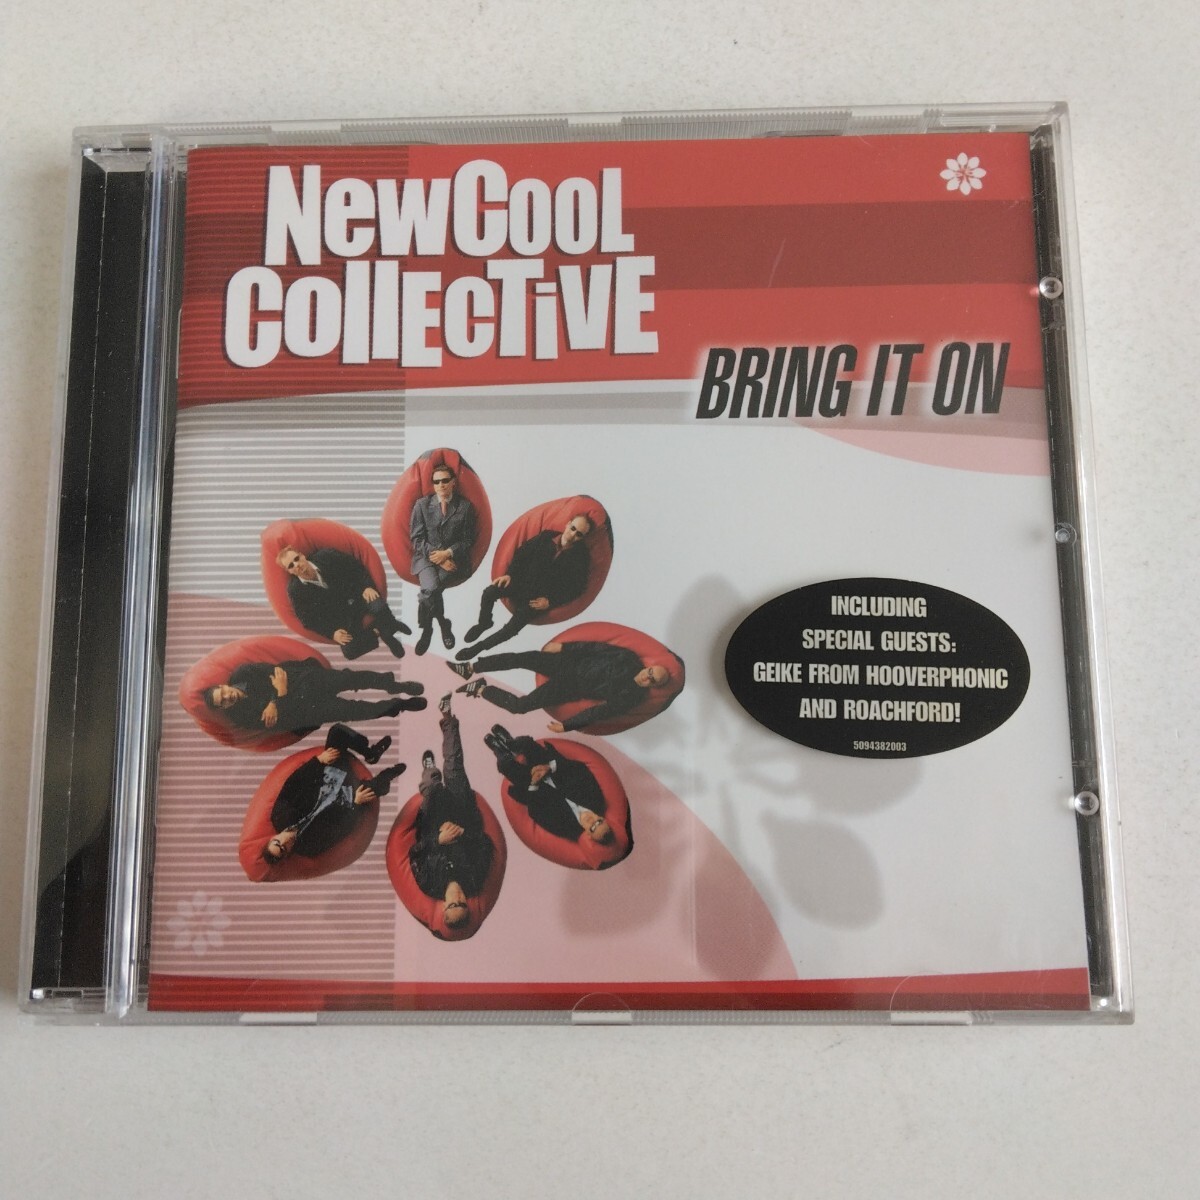 NewCooL
CollEcTiVE
BRING IT ON
INCLUDING
SPECIAL GUESTS:
GEIKE FROM HOOVERPHONIC
AND ROACHFORD!
5094382003